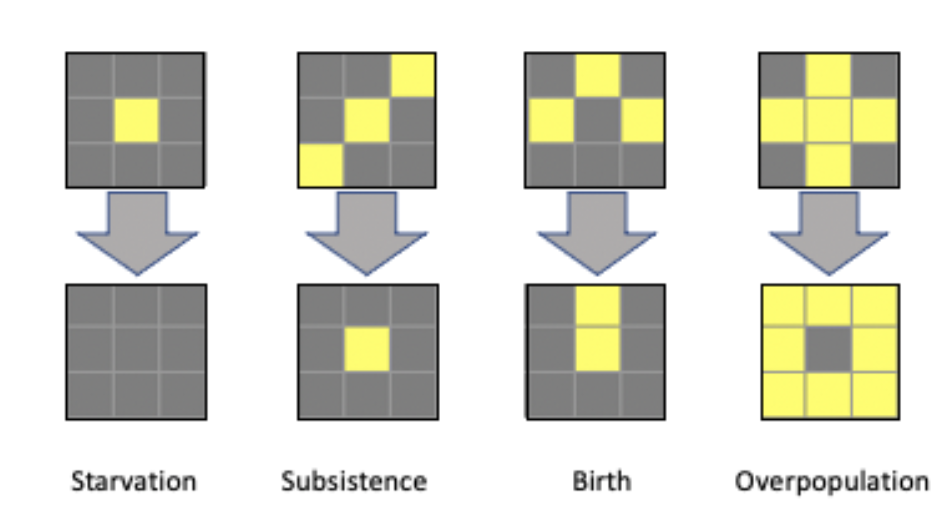 Starvation
Subsistence
Birth
Overpopulation